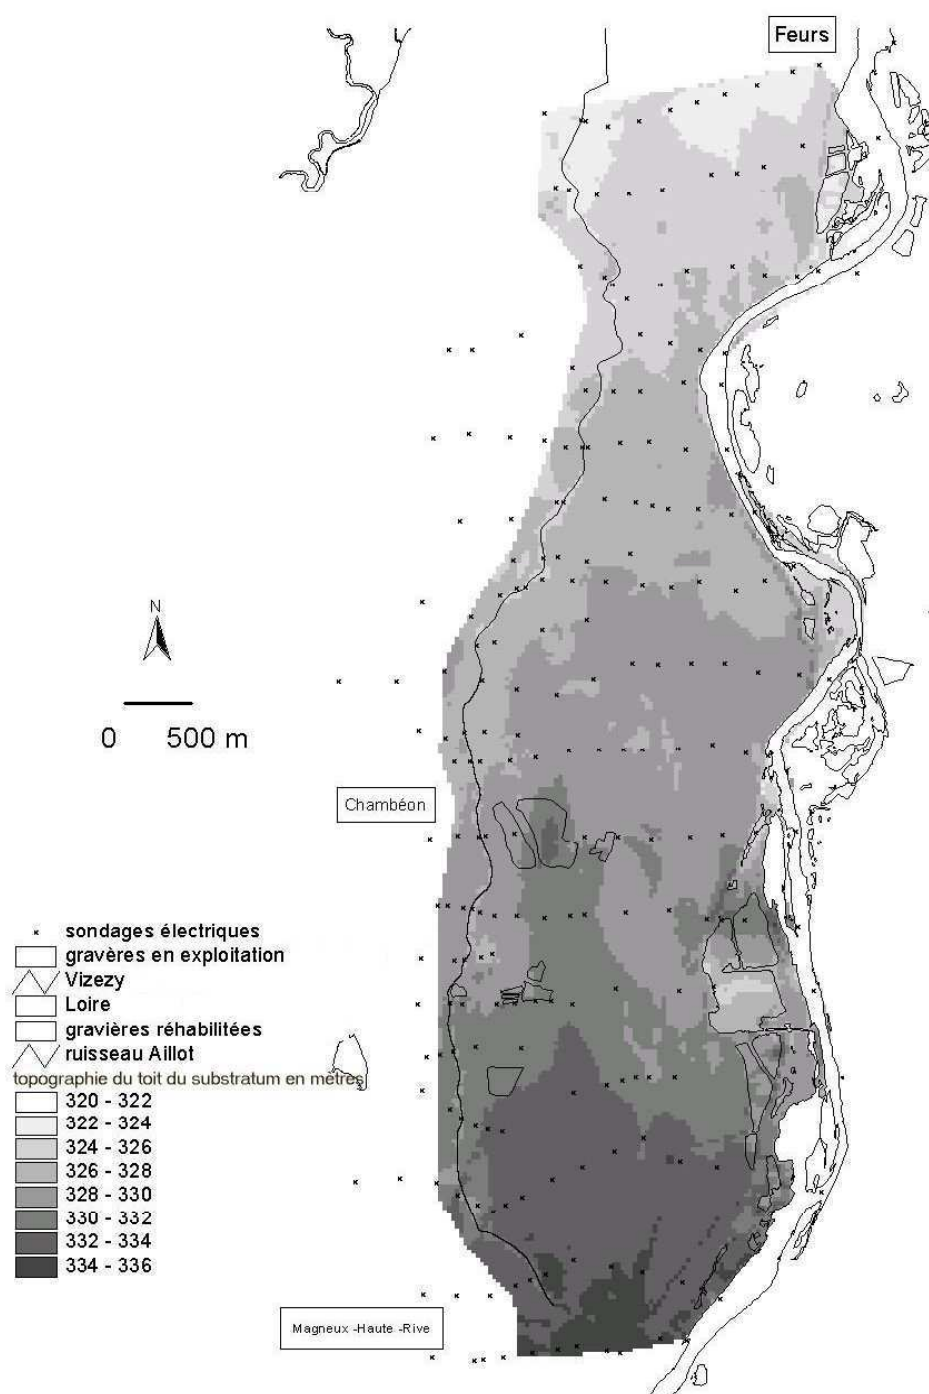 Feurs
N
0 500 m
Chambéon
sondages électriques
gravères en exploitation
Vizezy
Loire
gravières réhabilitées
ruisseau Aillot
topographie du toit du substratum en metres
320 - 322
322 - 324
324 - 326
326 - 328
328 - 330
330 - 332
332 - 334
334 - 336
Magneux -Haute -Rive